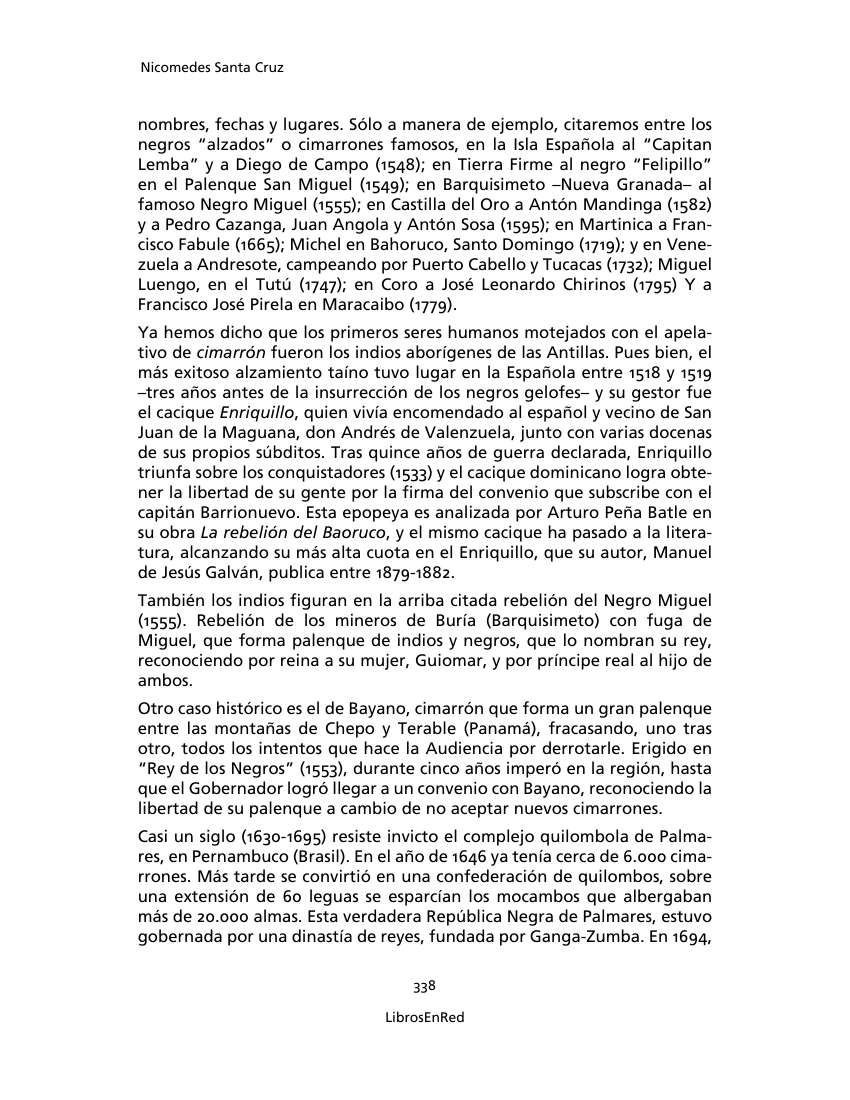 Nicomedes Santa Cruz
nombres, fechas y lugares. Sólo a manera de ejemplo, citaremos entre los
negros “alzados” o cimarrones famosos, en la Isla Española al “Capitan
Lemba” y a Diego de Campo (1548); en Tierra Firme al negro “Felipillo”
en el Palenque San Miguel (1549); en Barquisimeto –Nueva Granada– al
famoso Negro Miguel (1555); en Castilla del Oro a Antón Mandinga (1582)
y a Pedro Cazanga, Juan Angola y Antón Sosa (1595); en Martinica a Fran-
cisco Fabule (1665); Michel en Bahoruco, Santo Domingo (1719); y en Vene-
zuela a Andresote, campeando por Puerto Cabello y Tucacas (1732); Miguel
Luengo, en el Tutú (1747); en Coro a José Leonardo Chirinos (1795) Y a
Francisco José Pirela en Maracaibo (1779).
Ya hemos dicho que los primeros seres humanos motejados con el apela-
tivo de cimarrón fueron los indios aborígenes de las Antillas. Pues bien, el
más exitoso alzamiento taíno tuvo lugar en la Española entre 1518 y 1519
–tres años antes de la insurrección de los negros gelofes– y su gestor fue
el cacique Enriquillo, quien vivía encomendado al español y vecino de San
Juan de la Maguana, don Andrés de Valenzuela, junto con varias docenas
de sus propios súbditos. Tras quince años de guerra declarada, Enriquillo
triunfa sobre los conquistadores (1533) y el cacique dominicano logra obte-
ner la libertad de su gente por la firma del convenio que subscribe con el
capitán Barrionuevo. Esta epopeya es analizada por Arturo Peña Batle en
su obra La rebelión del Baoruco, y el mismo cacique ha pasado a la litera-
tura, alcanzando su más alta cuota en el Enriquillo, que su autor, Manuel
de Jesús Galván, publica entre 1879-1882.
También los indios figuran en la arriba citada rebelión del Negro Miguel
(1555). Rebelión de los mineros de Buría (Barquisimeto) con fuga de
Miguel, que forma palenque de indios y negros, que lo nombran su rey,
reconociendo por reina a su mujer, Guiomar, y por príncipe real al hijo de
ambos.
Otro caso histórico es el de Bayano, cimarrón que forma un gran palenque
entre las montañas de Chepo y Terable (Panamá), fracasando, uno tras
otro, todos los intentos que hace la Audiencia por derrotarle. Erigido en
“Rey de los Negros” (1553), durante cinco años imperó en la región, hasta
que el Gobernador logró llegar a un convenio con Bayano, reconociendo la
libertad de su palenque a cambio de no aceptar nuevos cimarrones.
Casi un siglo (1630-1695) resiste invicto el complejo quilombola de Palma-
res, en Pernambuco (Brasil). En el año de 1646 ya tenía cerca de 6.000 cima-
rrones. Más tarde se convirtió en una confederación de quilombos, sobre
una extensión de 60 leguas se esparcían los mocambos que albergaban
más de 20.000 almas. Esta verdadera República Negra de Palmares, estuvo
gobernada por una dinastía de reyes, fundada por Ganga-Zumba. En 1694,
338
LibrosEnRed